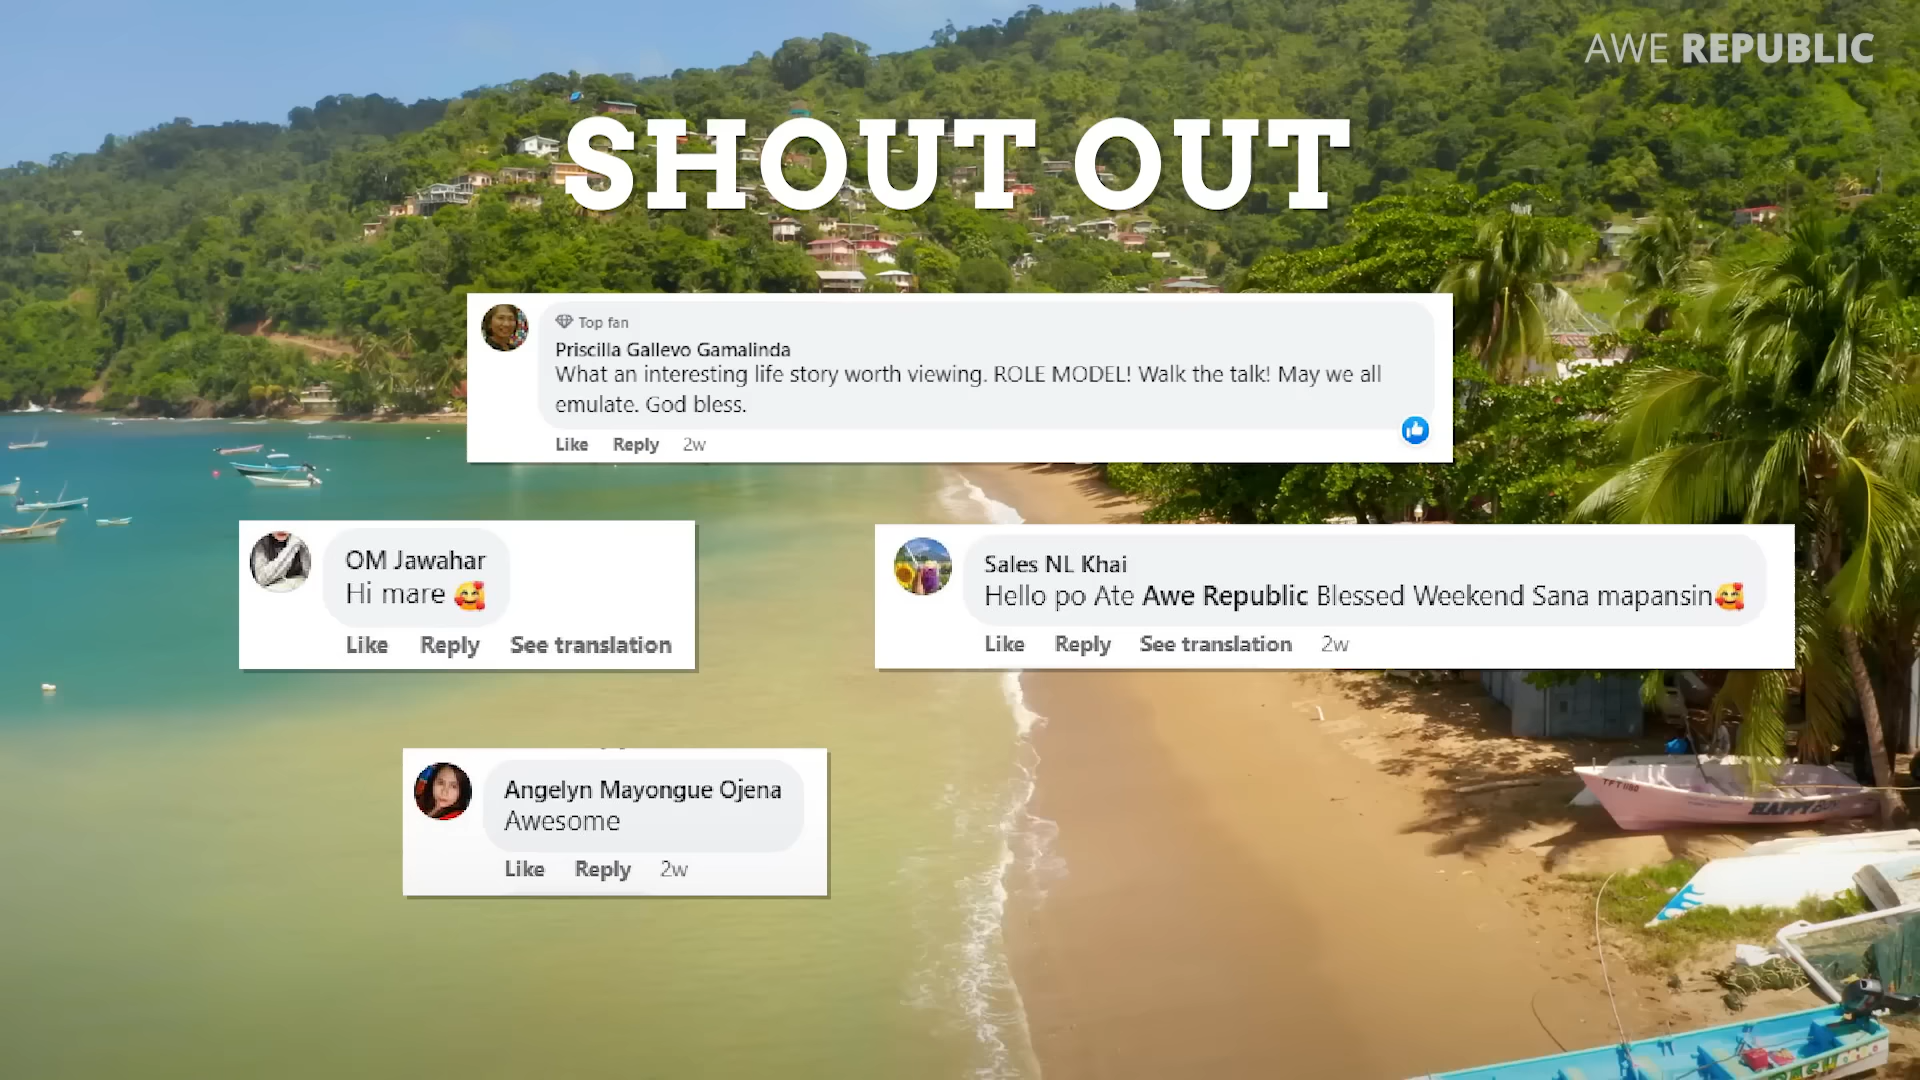 AWE REPUBLIC
SHOUT OUT
Top fan
Priscilla Gallevo Gamalinda
What an interesting life story worth viewing. ROLE MODEL! Walk the talk! May we all
emulate. God bless.
Like Reply 2w
OM Jawahar
Hi mare 🥰
Like Reply See translation
Sales NL Khai
Hello po Ate Awe Republic Blessed Weekend Sana mapansin🥰
Like Reply See translation 2w
Angelyn Mayongue Ojena
Awesome
Like Reply 2w
HAPPY